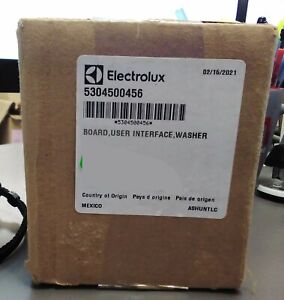 Electrolux 02/16/2021
5304500456
*5304500456*
BOARD,USER INTERFACE,WASHER
Country of Origin Pays d origine Pais de origen
MEXICO ASHUNTLC